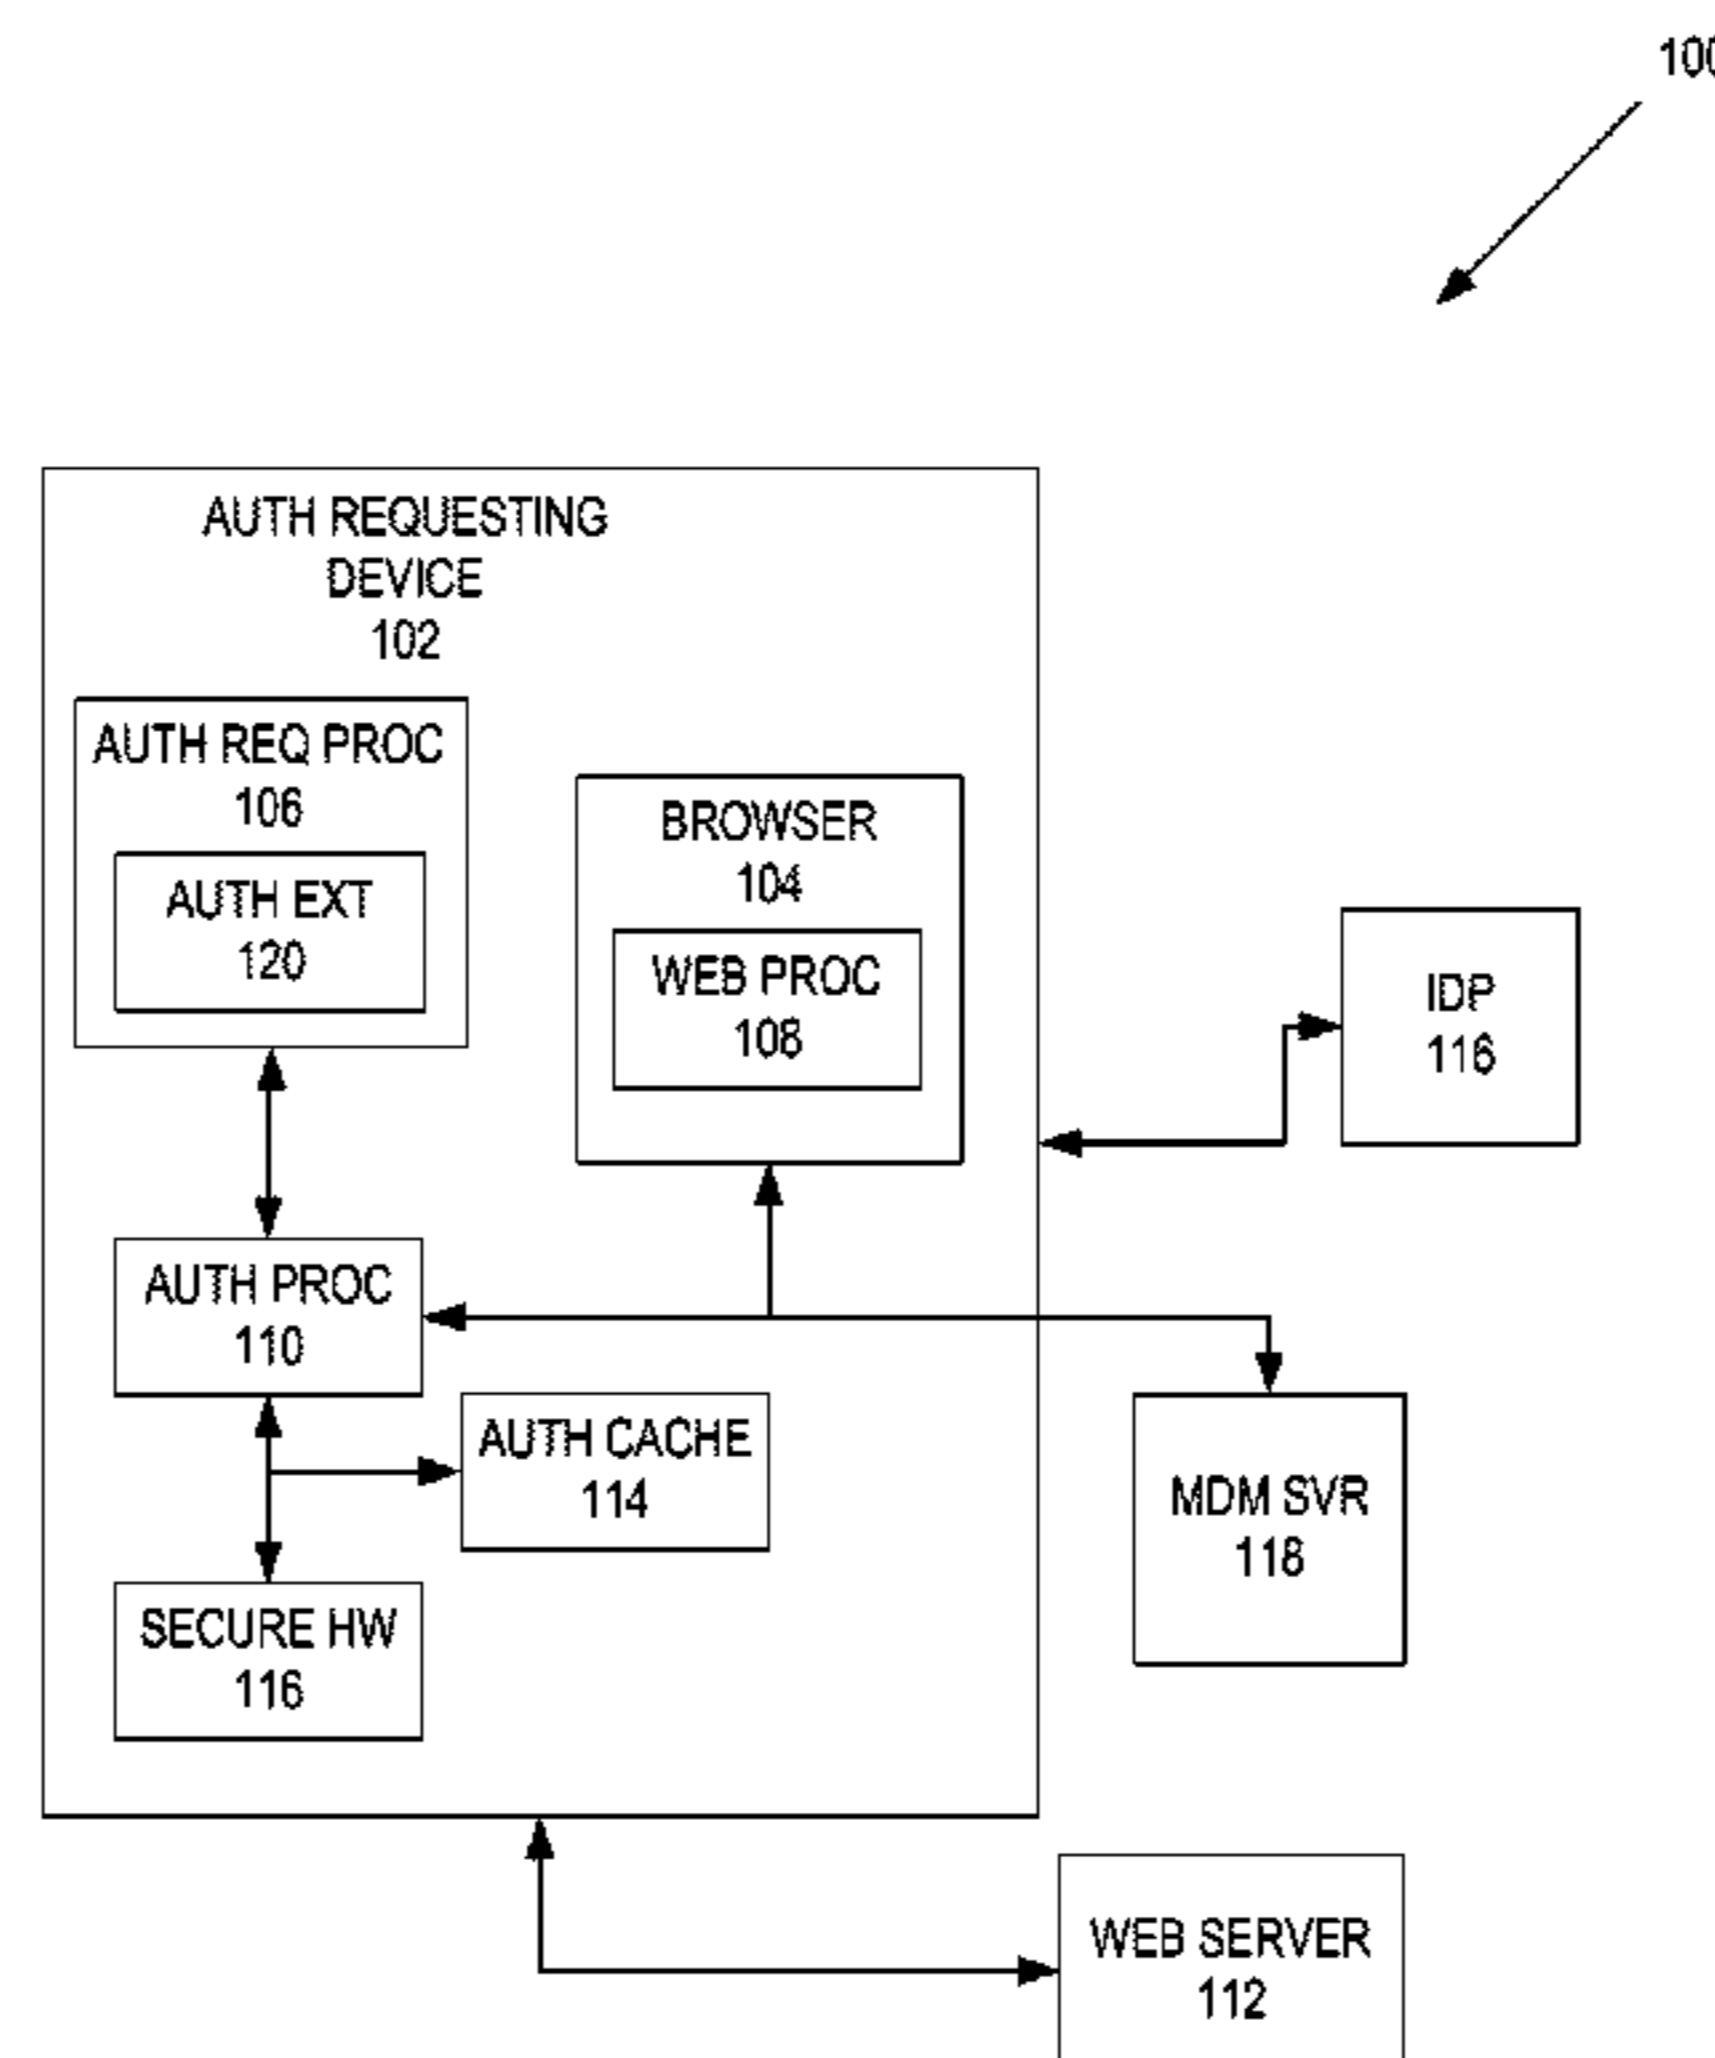 100
AUTH REQUESTING
DEVICE
102
AUTH REQ PROC
106
AUTH EXT
120
BROWSER
104
WEB PROC
108
IDP
116
AUTH PROC
110
AUTH CACHE
114
SECURE HW
116
MDM SVR
118
WEB SERVER
112